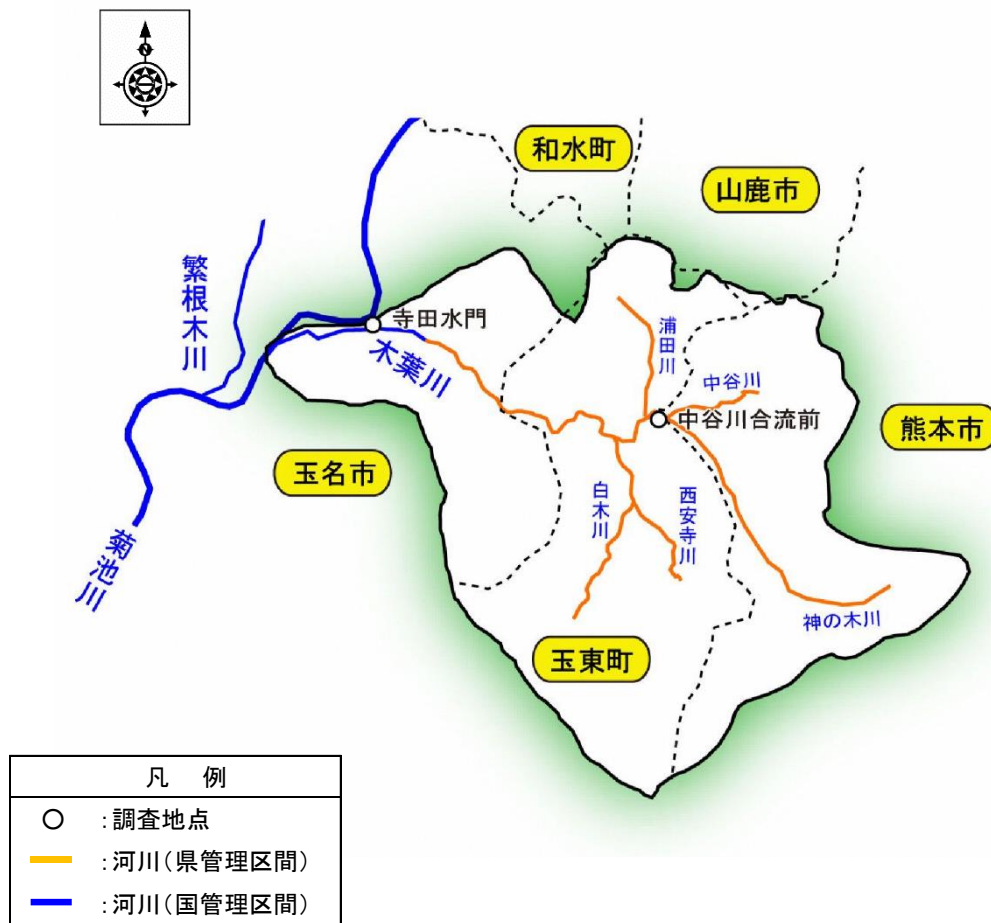 N
和水町
山鹿市
繁根木川
寺田水門
木葉川
浦田川
中谷川
中谷川合流前
熊本市
玉名市
白木川
西安寺川
菊池川
神の木川
玉東町
凡 例
○ :調査地点
:河川(県管理区間)
:河川(国管理区間)